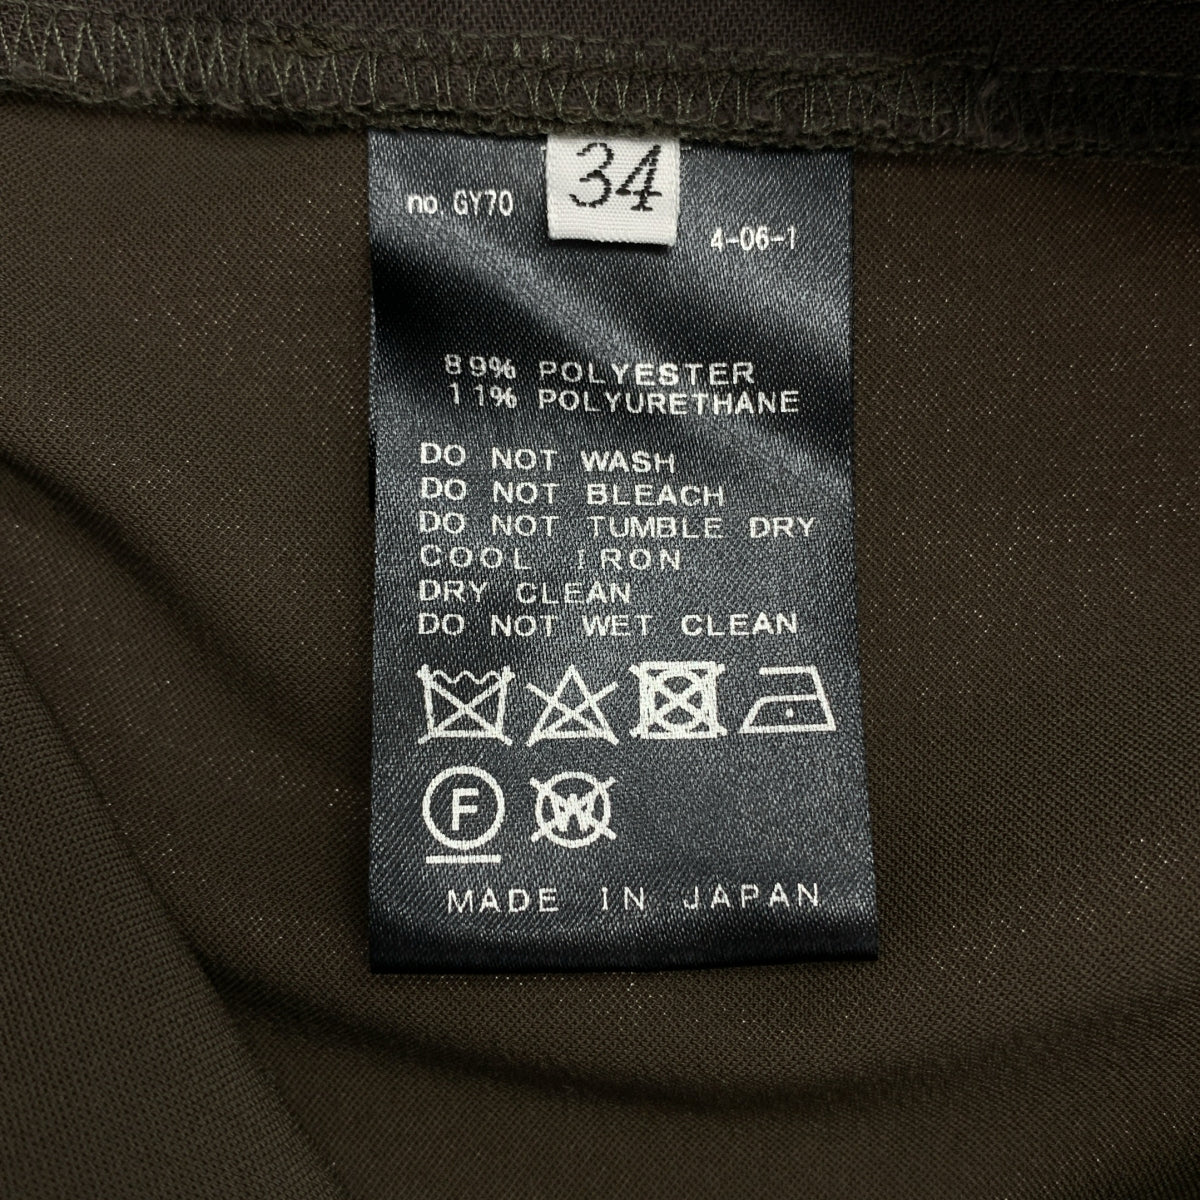 34
no. GY70
4-06-1
89% POLYESTER
11% POLYURETHANE
DO NOT WASH
DO NOT BLEACH
DO NOT TUMBLE DRY
COOL IRON
DRY CLEAN
DO NOT WET CLEAN
F W
MADE IN JAPAN